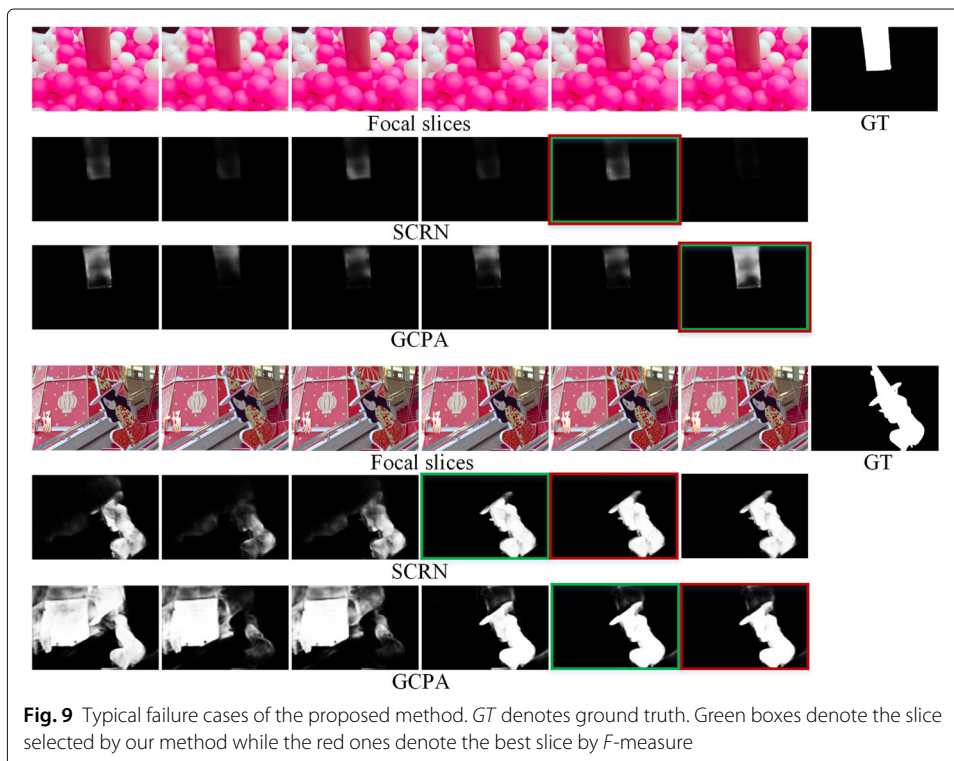 Focal slices
GT
SCRN
GCPA
Focal slices
GT
SCRN
GCPA
Fig. 9 Typical failure cases of the proposed method. GT denotes ground truth. Green boxes denote the slice
selected by our method while the red ones denote the best slice by F-measure